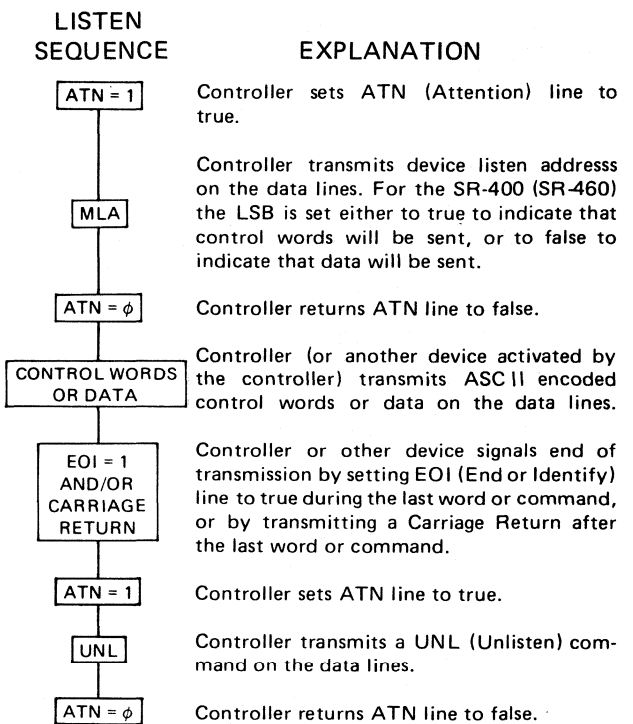 LISTEN
SEQUENCE
EXPLANATION
ATN = 1
Controller sets ATN (Attention) line to
true.
MLA
Controller transmits device listen addresss
on the data lines. For the SR-400 (SR-460)
the LSB is set either to true to indicate that
control words will be sent, or to false to
indicate that data will be sent.
ATN = ϕ
Controller returns ATN line to false.
CONTROL WORDS
OR DATA
Controller (or another device activated by
the controller) transmits ASCII encoded
control words or data on the data lines.
EOI = 1
AND/OR
CARRIAGE
RETURN
Controller or other device signals end of
transmission by setting EOI (End or Identify)
line to true during the last word or command,
or by transmitting a Carriage Return after
the last word or command.
ATN = 1
Controller sets ATN line to true.
UNL
Controller transmits a UNL (Unlisten) com-
mand on the data lines.
ATN = ϕ
Controller returns ATN line to false.